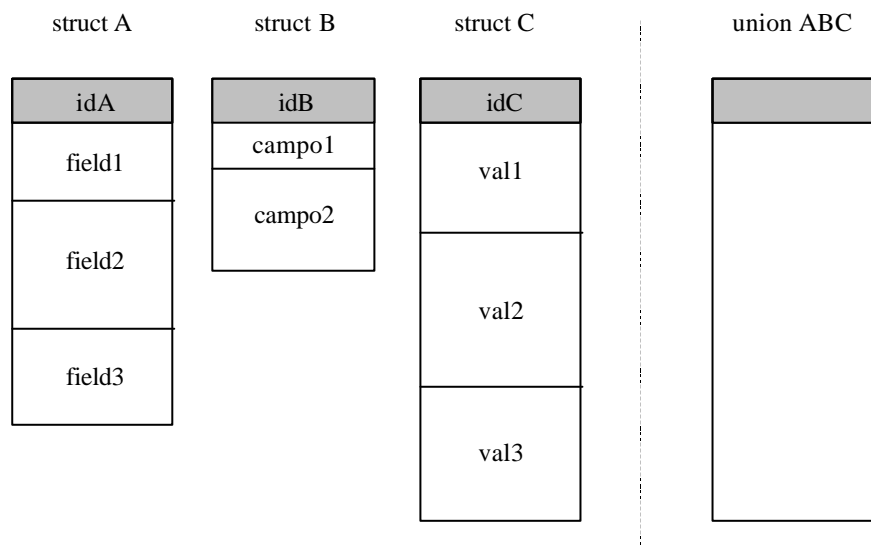 struct A
struct B
struct C
union ABC
idA
idB
idC
field1
campo1
val1
campo2
field2
val2
field3
val3